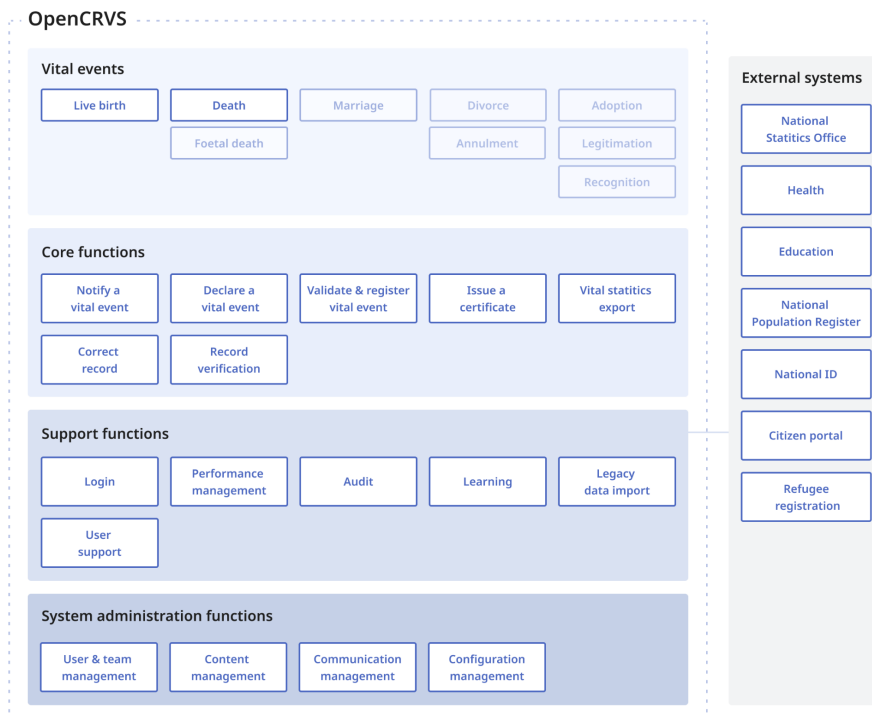 OpenCRVS
Vital events
Live birth
Death
Marriage
Divorce
Adoption
Foetal death
Annulment
Legitimation
Recognition
Core functions
Notify a
vital event
Declare a
vital event
Validate & register
vital event
Issue a
certificate
Vital statitics
export
Correct
record
Record
verification
Support functions
Login
Performance
management
Audit
Learning
Legacy
data import
User
support
System administration functions
User & team
management
Content
management
Communication
management
Configuration
management
External systems
National
Statitics Office
Health
Education
National
Population Register
National ID
Citizen portal
Refugee
registration